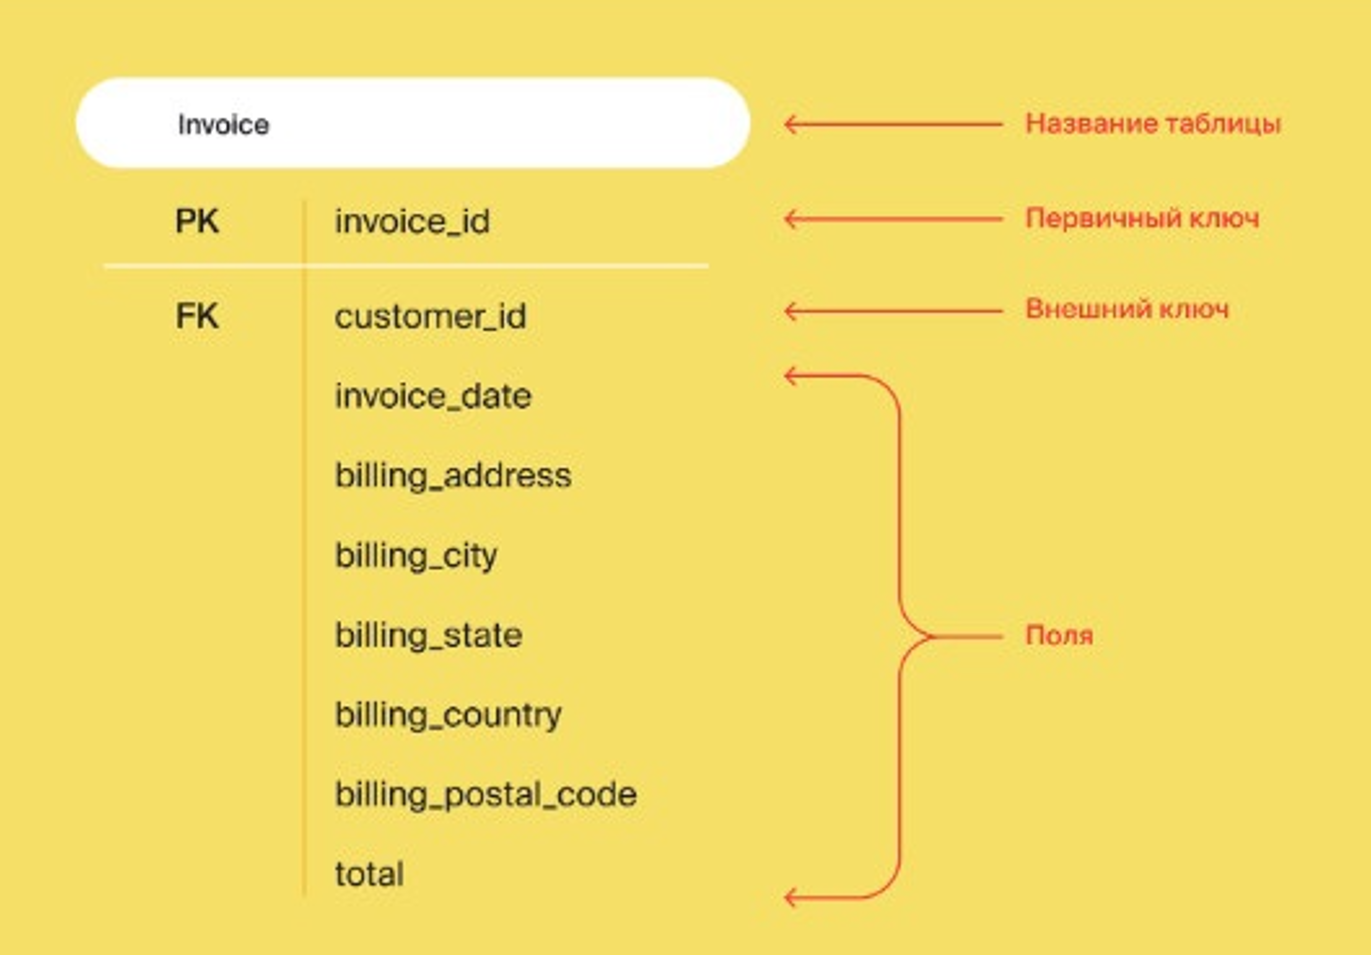 Invoice
Название таблицы
PK
invoice_id
Первичный ключ
FK
customer_id
Внешний ключ
invoice_date
billing_address
billing_city
billing_state
Поля
billing_country
billing_postal_code
total